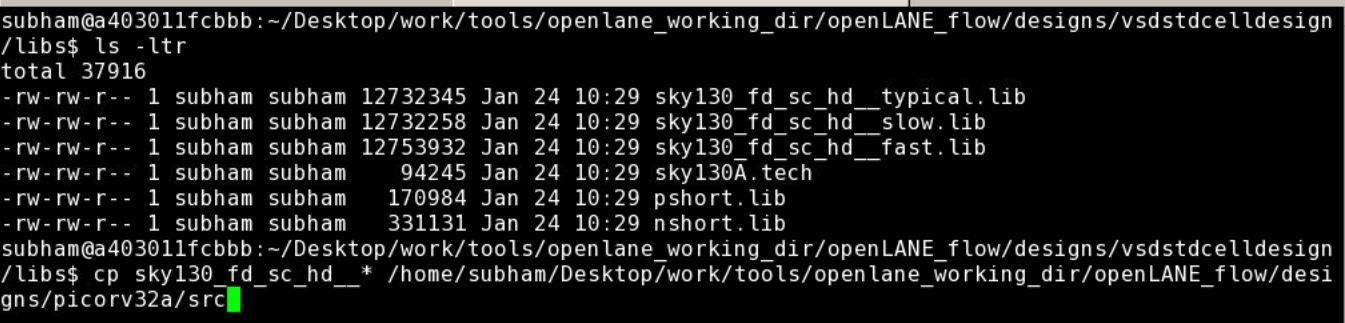 subham@a403011fcbbb:~/Desktop/work/tools/openlane_working_dir/openLANE_flow/designs/vsdstdcelldesign
/libs$ ls -ltr
total 37916
-rw-rw-r-- 1 subham subham 12732345 Jan 24 10:29 sky130_fd_sc_hd__typical.lib
-rw-rw-r-- 1 subham subham 12732258 Jan 24 10:29 sky130_fd_sc_hd__slow.lib
-rw-rw-r-- 1 subham subham 12753932 Jan 24 10:29 sky130_fd_sc_hd__fast.lib
-rw-rw-r-- 1 subham subham    94245 Jan 24 10:29 sky130A.tech
-rw-rw-r-- 1 subham subham   170984 Jan 24 10:29 pshort.lib
-rw-rw-r-- 1 subham subham   331131 Jan 24 10:29 nshort.lib
subham@a403011fcbbb:~/Desktop/work/tools/openlane_working_dir/openLANE_flow/designs/vsdstdcelldesign
/libs$ cp sky130_fd_sc_hd__* /home/subham/Desktop/work/tools/openlane_working_dir/openLANE_flow/desi
gns/picorv32a/src